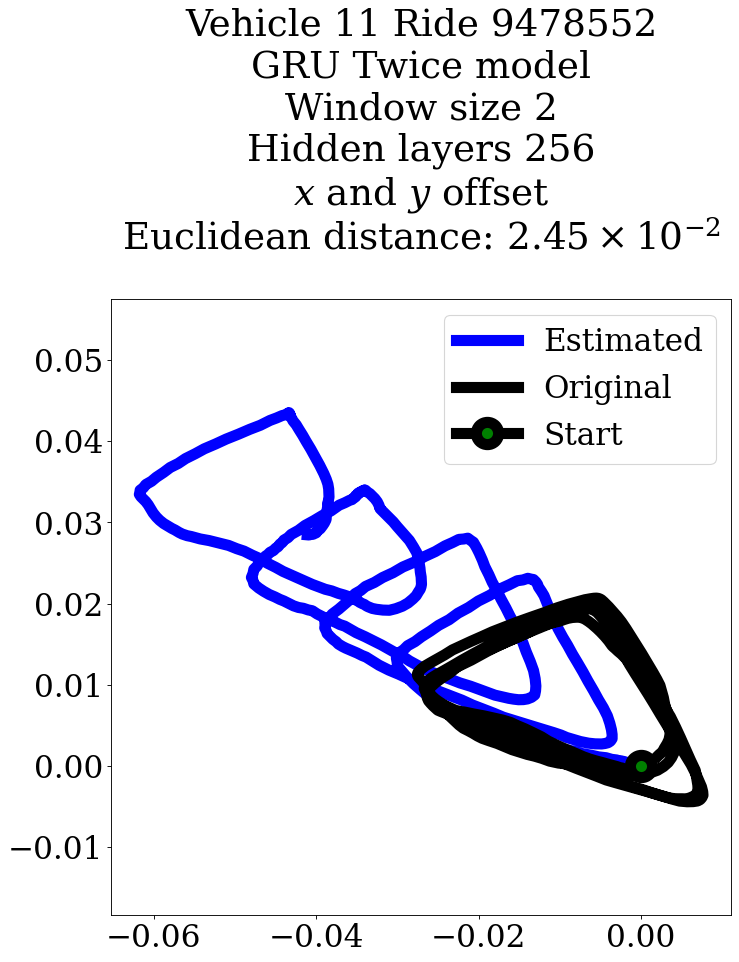 Vehicle 11 Ride 9478552
GRU Twice model
Window size 2
Hidden layers 256
x and y offset
Euclidean distance: 2.45 × 10⁻²
Estimated
Original
Start
0.05
0.04
0.03
0.02
0.01
0.00
−0.01
−0.06 −0.04 −0.02 0.00